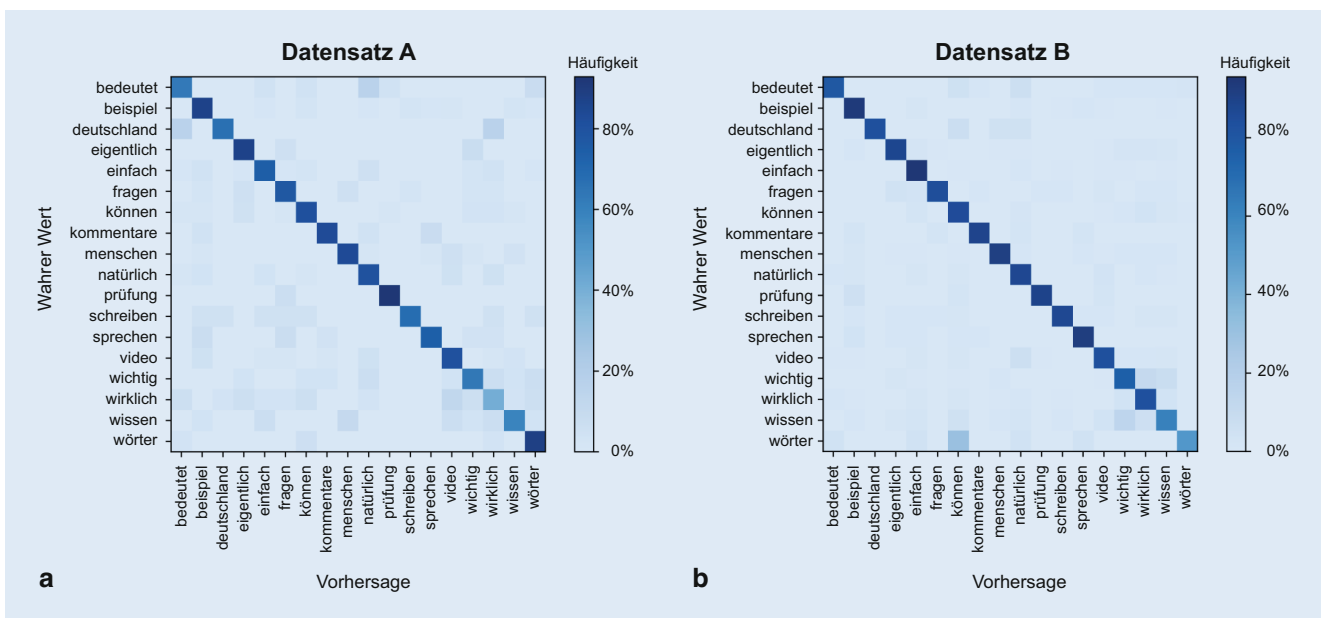 Datensatz A
Häufigkeit
Wahrer Wert
bedeutet
beispiel
deutschland
eigentlich
einfach
fragen
können
kommentare
menschen
natürlich
prüfung
schreiben
sprechen
video
wichtig
wirklich
wissen
wörter
80%
60%
40%
20%
0%
bedeutet
beispiel
deutschland
eigentlich
einfach
fragen
können
kommentare
menschen
natürlich
prüfung
schreiben
sprechen
video
wichtig
wirklich
wissen
wörter
a
Vorhersage
Datensatz B
Häufigkeit
Wahrer Wert
bedeutet
beispiel
deutschland
eigentlich
einfach
fragen
können
kommentare
menschen
natürlich
prüfung
schreiben
sprechen
video
wichtig
wirklich
wissen
wörter
80%
60%
40%
20%
0%
bedeutet
beispiel
deutschland
eigentlich
einfach
fragen
können
kommentare
menschen
natürlich
prüfung
schreiben
sprechen
video
wichtig
wirklich
wissen
wörter
b
Vorhersage